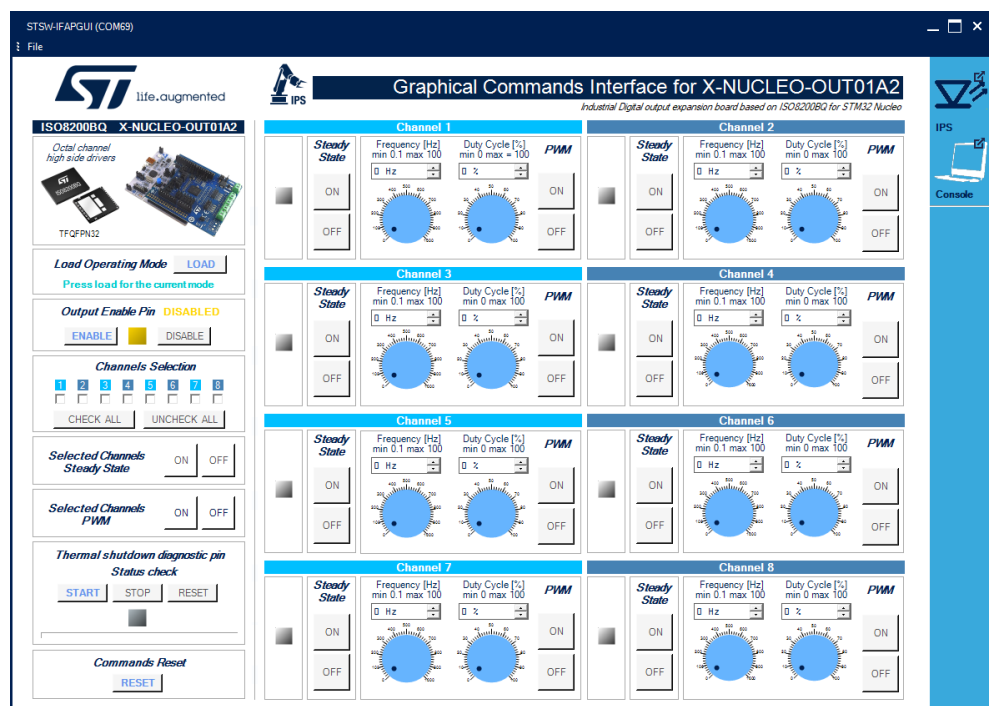 STSW-IFAPGUI (COM69)
File
life.augmented
IPS
Graphical Commands Interface for X-NUCLEO-OUT01A2
Industrial Digital output expansion board based on ISO8200BQ for STM32 Nucleo
IPS
Console
ISO8200BQ X-NUCLEO-OUT01A2
Octal channel
high side drivers
ISO8200BQ
TFQFPN32
Load Operating Mode LOAD
Press load for the current mode
Output Enable Pin DISABLED
ENABLE DISABLE
Channels Selection
1 2 3 4 5 6 7 8
CHECK ALL UNCHECK ALL
Selected Channels
Steady State
ON OFF
Selected Channels
PWM
ON OFF
Thermal shutdown diagnostic pin
Status check
START STOP RESET
Commands Reset
RESET
Channel 1
Steady State
Frequency [Hz]
min 0.1 max 100
Duty Cycle [%]
min 0 max = 100
PWM
0 Hz
0 %
ON
ON
OFF
OFF
Channel 2
Steady State
Frequency [Hz]
min 0.1 max 100
Duty Cycle [%]
min 0 max 100
PWM
0 Hz
0 %
ON
ON
OFF
OFF
Channel 3
Steady State
Frequency [Hz]
min 0.1 max 100
Duty Cycle [%]
min 0 max 100
PWM
0 Hz
0 %
ON
ON
OFF
OFF
Channel 4
Steady State
Frequency [Hz]
min 0.1 max 100
Duty Cycle [%]
min 0 max 100
PWM
0 Hz
0 %
ON
ON
OFF
OFF
Channel 5
Steady State
Frequency [Hz]
min 0.1 max 100
Duty Cycle [%]
min 0 max 100
PWM
0 Hz
0 %
ON
ON
OFF
OFF
Channel 6
Steady State
Frequency [Hz]
min 0.1 max 100
Duty Cycle [%]
min 0 max 100
PWM
0 Hz
0 %
ON
ON
OFF
OFF
Channel 7
Steady State
Frequency [Hz]
min 0.1 max 100
Duty Cycle [%]
min 0 max 100
PWM
0 Hz
0 %
ON
ON
OFF
OFF
Channel 8
Steady State
Frequency [Hz]
min 0.1 max 100
Duty Cycle [%]
min 0 max 100
PWM
0 Hz
0 %
ON
ON
OFF
OFF